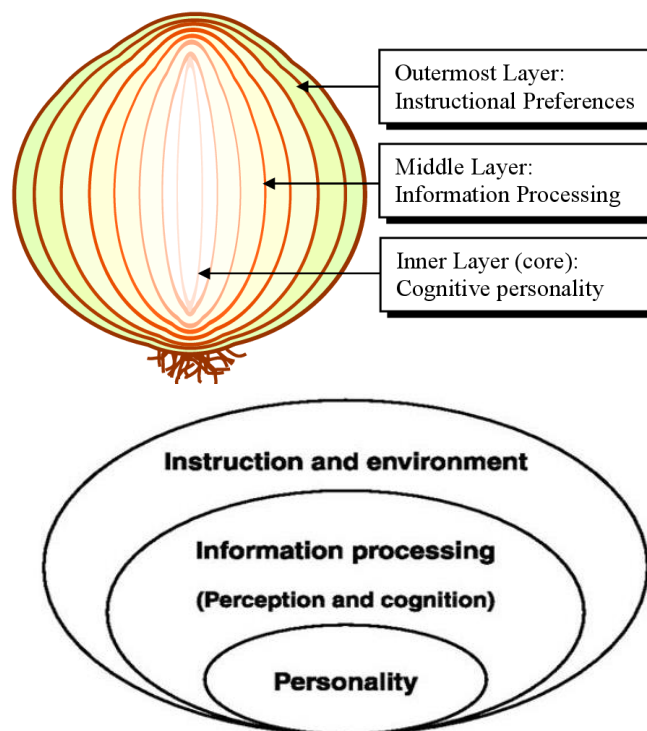 Outermost Layer:
Instructional Preferences
Middle Layer:
Information Processing
Inner Layer (core):
Cognitive personality
Instruction and environment
Information processing
(Perception and cognition)
Personality